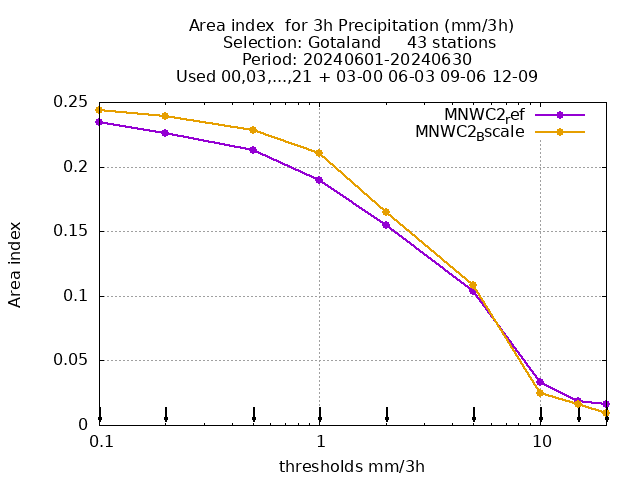 Area index  for 3h Precipitation (mm/3h)
Selection: Gotaland     43 stations
Period: 20240601-20240630
Used 00,03,...,21 + 03-00 06-03 09-06 12-09
MNWC2ref
MNWC2Bscale
0.25
0.2
0.15
0.1
0.05
0
Area index
0.1 1 10
thresholds mm/3h